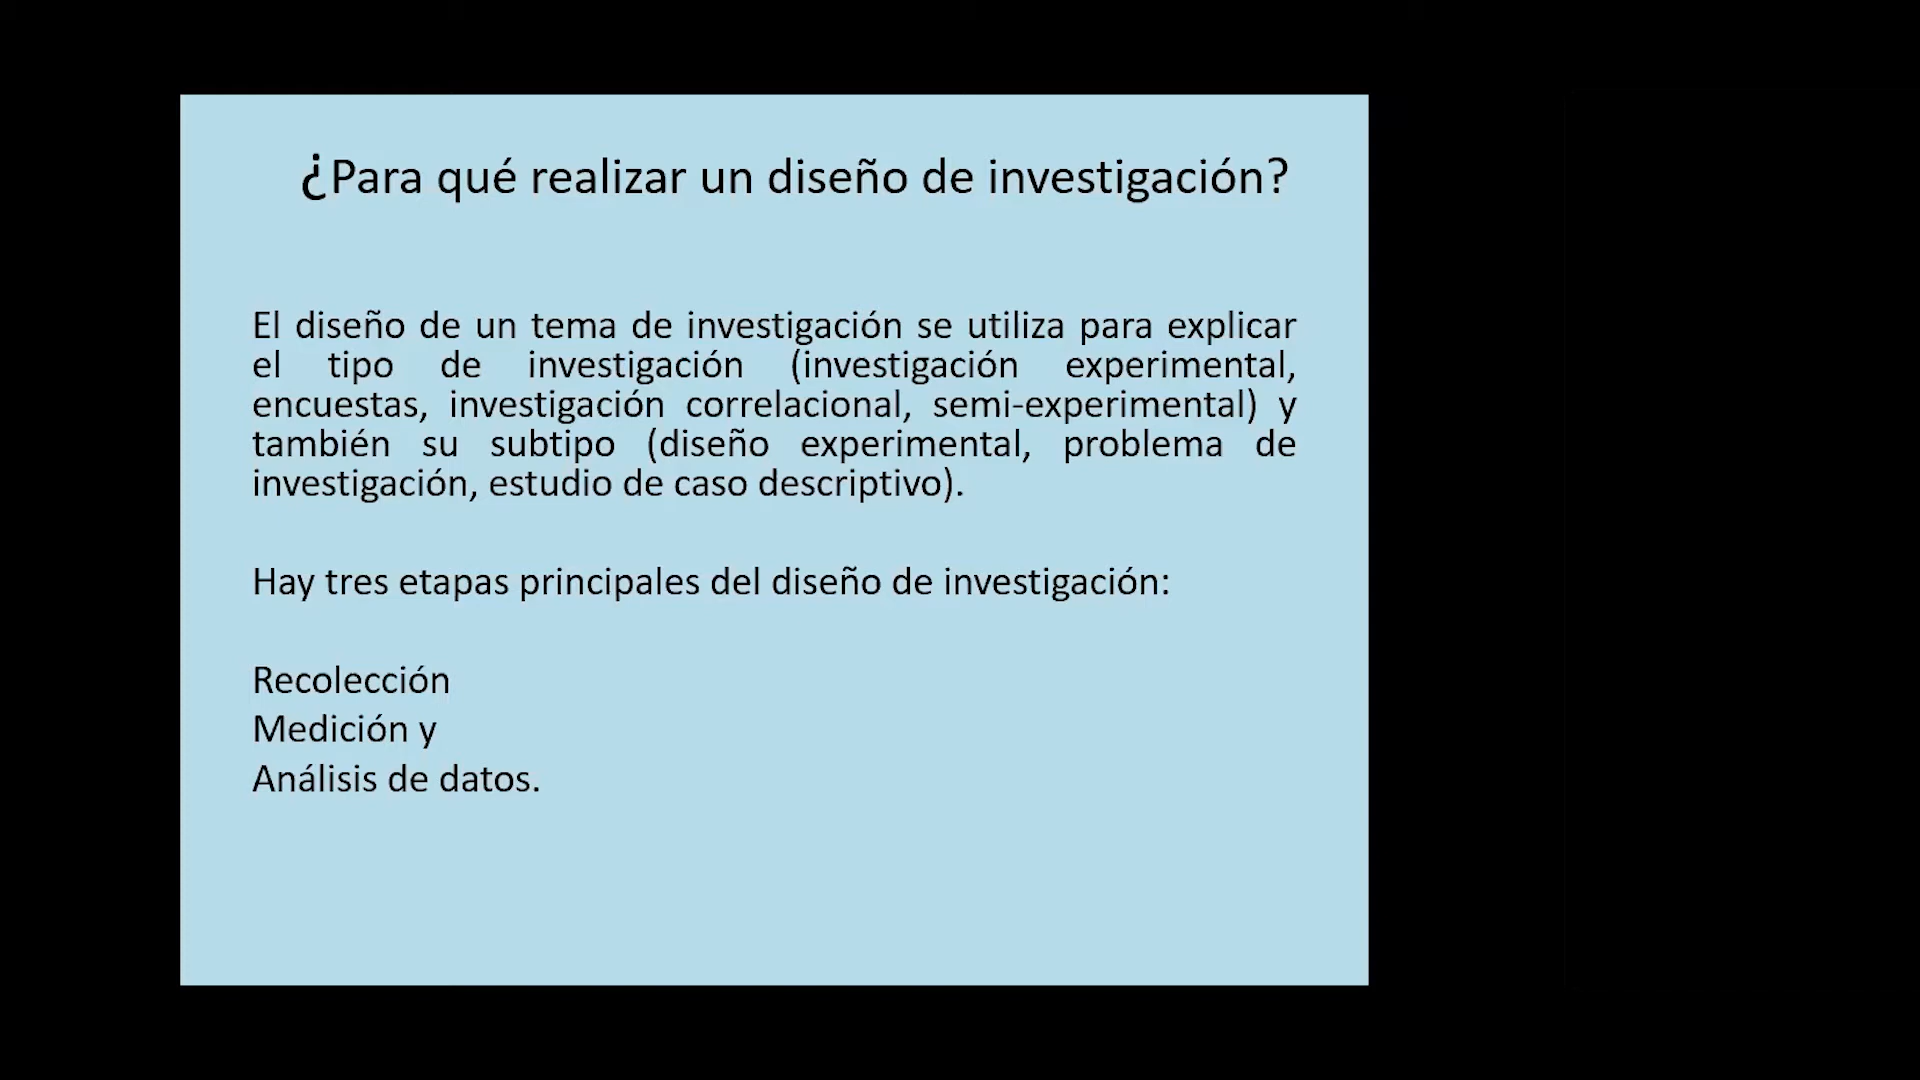 ¿Para qué realizar un diseño de investigación?
El diseño de un tema de investigación se utiliza para explicar
el tipo de investigación (investigación experimental,
encuestas, investigación correlacional, semi-experimental) y
también su subtipo (diseño experimental, problema de
investigación, estudio de caso descriptivo).
Hay tres etapas principales del diseño de investigación:
Recolección
Medición y
Análisis de datos.